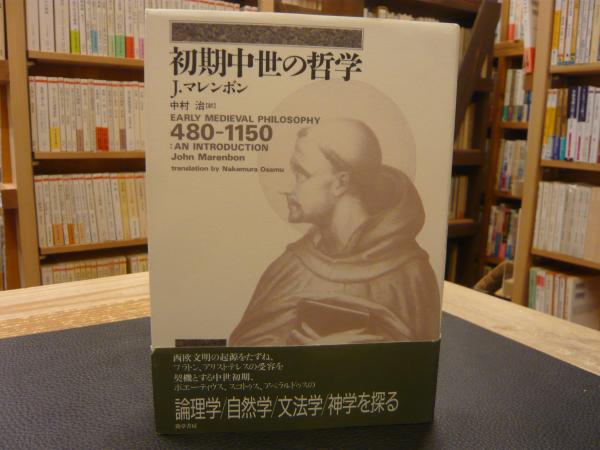 初期中世の哲学
J.マレンボン
中村 治[訳]
EARLY MEDIEVAL PHILOSOPHY
480-1150
:AN INTRODUCTION
John Marenbon
translation by Nakamura Osamu
西欧文明の起源をたずね、
プラトン、アリストテレスの受容を
契機とする中世初期。
ボエーティウス、スコトゥス、アベラルドゥスの
論理学/自然学/文法学/神学を探る
勁草書房